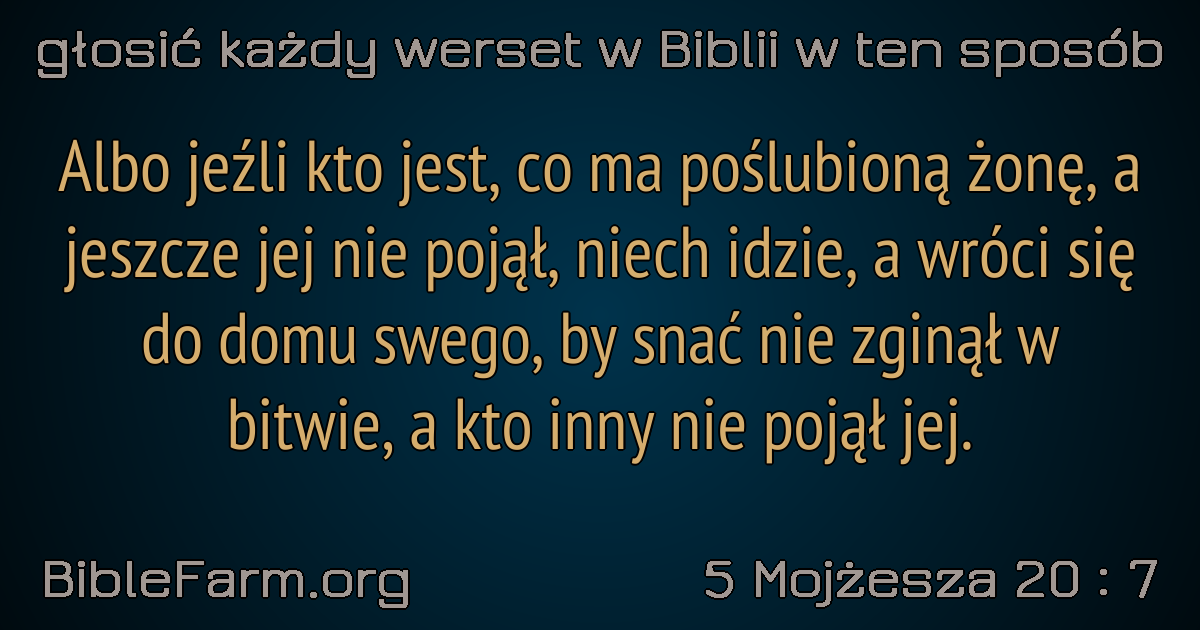 głosić każdy werset w Biblii w ten sposób
Albo jeźli kto jest, co ma poślubioną żonę, a
jeszcze jej nie pojął, niech idzie, a wróci się
do domu swego, by snać nie zginął w
bitwie, a kto inny nie pojął jej.
BibleFarm.org
5 Mojżesza 20 : 7